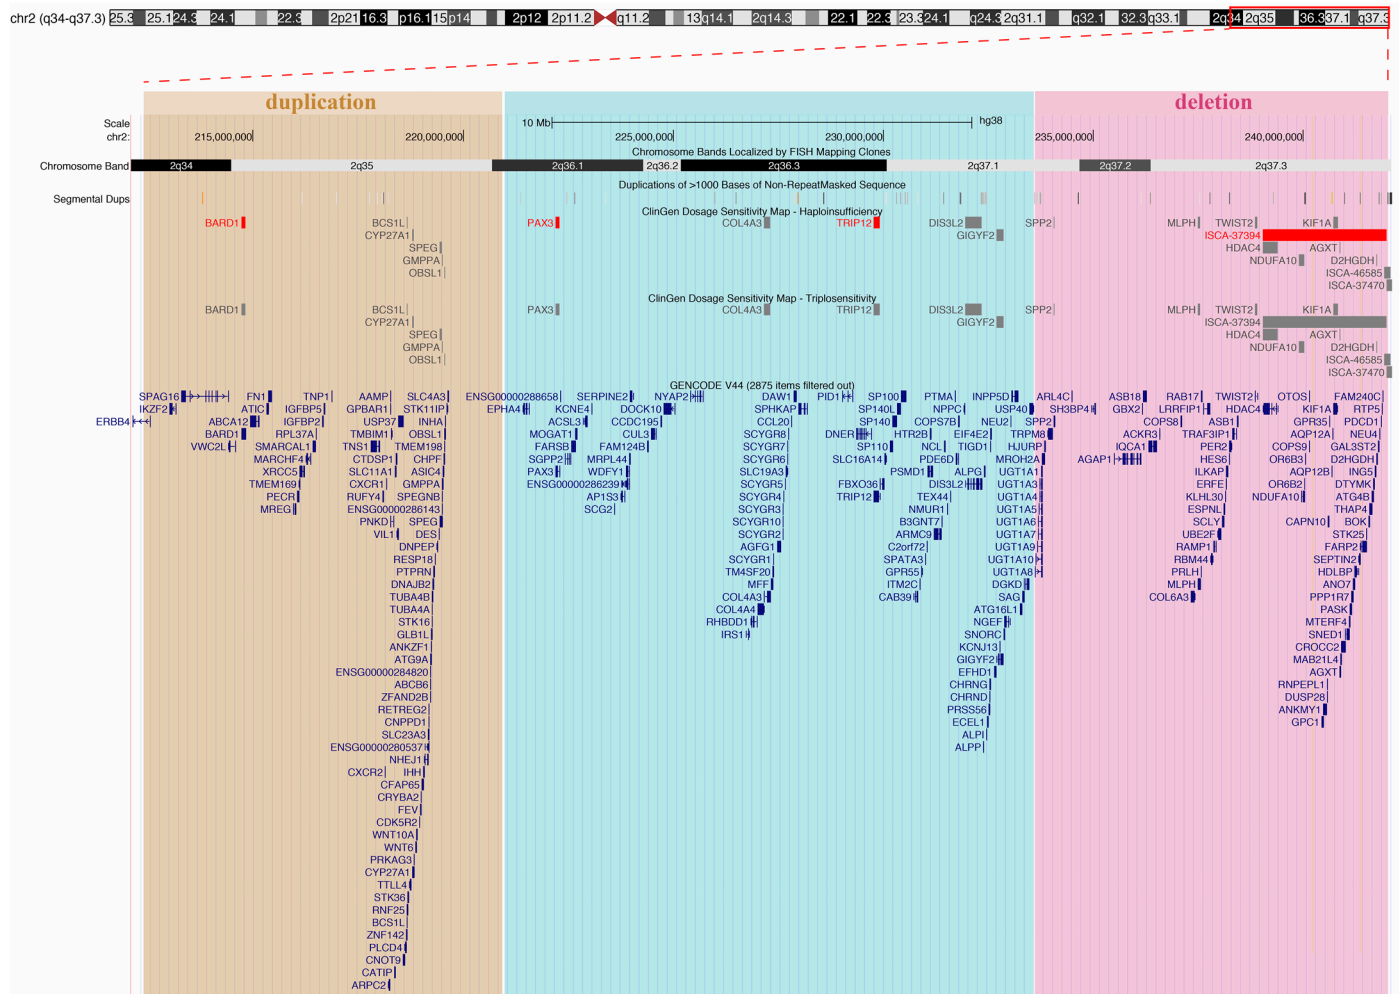 chr2 (q34-q37.3) 25.3 25.1 24.3 24.1 22.3 2p21 16.3 p16.1 15 p14 2p12 2p11.2 q11.2 13 q14.1 2q14.3 22.1 22.3 23.3 24.1 q24.3 2q31.1 q32.1 32.3 q33.1 2q34 2q35 36.3 37.1 q37.3
duplication deletion
Scale 10 Mb hg38
chr2: 215,000,000 220,000,000 225,000,000 230,000,000 235,000,000 240,000,000
Chromosome Bands Localized by FISH Mapping Clones
Chromosome Band 2q34 2q35 2q36.1 2q36.2 2q36.3 2q37.1 2q37.2 2q37.3
Duplications of >1000 Bases of Non-RepeatMasked Sequence
Segmental Dups
ClinGen Dosage Sensitivity Map - Haploinsufficiency
BARD1 BCS1L PAX3 COL4A3 TRIP12 DIS3L2 SPP2 MLPH TWIST2 KIF1A
CYP27A1 GIGYF2 ISCA-37394
SPEG HDAC4 AGXT
GMPPA NDUFA10 D2HGDH
OBSL1 ISCA-46585
ISCA-37470
ClinGen Dosage Sensitivity Map - Triplosensitivity
BARD1 BCS1L PAX3 COL4A3 TRIP12 DIS3L2 SPP2 MLPH TWIST2 KIF1A
CYP27A1 GIGYF2 ISCA-37394
SPEG HDAC4 AGXT
GMPPA NDUFA10 D2HGDH
OBSL1 ISCA-46585
ISCA-37470
GENCODE V44 (2875 items filtered out)
SPAG16 FN1 TNP1 AAMP SLC4A3 ENSG00000288658 SERPINE2 NYAP2 DAW1 PID1 SP100 PTMA INPP5D ARL4C ASB18 RAB17 TWIST2 OTOS FAM240C
IKZF2 ATIC IGFBP5 GPBAR1 STK11IP EPHA4 KCNE4 DOCK10 SPHKAP SP140L NPPC USP40 SH3BP4 GBX2 LRRFIP1 HDAC4 KIF1A RTP5
ERBB4 ABCA12 IGFBP2 USP37 INHA ACSL3 CCDC195 CCL20 SP140 COPS7B NEU2 SPP2 COPS8 ASB1 GPR35 PDCD1
BARD1 RPL37A TMBIM1 OBSL1 MOGAT1 CUL3 SCYGR8 DNER HTR2B EIF4E2 TRPM8 ACKR3 TRAF3IP1 AQP12A NEU4
VWC2L SMARCAL1 TNS1 TMEM198 FARSB FAM124B SCYGR7 SP110 NCL TIGD1 HJURP IQCA1 PER2 COPS9 GAL3ST2
MARCHF4 CTDSP1 CHPF SGPP2 MRPL44 SCYGR6 SLC16A14 PDE6D MROH2A AGAP1 HES6 OR6B3 D2HGDH
XRCC5 SLC11A1 ASIC4 PAX3 WDFY1 SLC19A3 PSMD1 ALPG UGT1A1 ILKAP AQP12B ING5
TMEM169 CXCR1 GMPPA ENSG00000286239 SCYGR5 FBXO36 DIS3L2 UGT1A3 ERFE OR6B2 DTYMK
PECR RUFY4 SPEGNB AP1S3 SCYGR4 TRIP12 TEX44 UGT1A4 KLHL30 NDUFA10 ATG4B
MREG ENSG00000286143 SCG2 SCYGR3 NMUR1 UGT1A5 ESPNL THAP4
PNKD SPEG SCYGR10 B3GNT7 UGT1A6 SCLY CAPN10 BOK
VIL1 DES SCYGR2 ARMC9 UGT1A7 UBE2F STK25
DNPEP AGFG1 C2orf72 UGT1A9 RAMP1 FARP2
RESP18 SCYGR1 SPATA3 UGT1A10 RBM44 SEPTIN2
PTPRN TM4SF20 GPR55 UGT1A8 PRLH HDLBP
DNAJB2 MFF ITM2C DGKD MLPH ANO7
TUBA4B COL4A3 CAB39 SAG COL6A3 PPP1R7
TUBA4A COL4A4 ATG16L1 PASK
STK16 RHBDD1 NGEF MTERF4
GLB1L IRS1 SNORC SNED1
ANKZF1 KCNJ13 CROCC2
ATG9A GIGYF2 MAB21L4
ENSG00000284820 EFHD1 AGXT
ABCB6 CHRNG RNPEPL1
ZFAND2B CHRND DUSP28
RETREG2 PRSS56 ANKMY1
CNPPD1 ECEL1 GPC1
SLC23A3 ALPI
ENSG00000280537 ALPP
NHEJ1
CXCR2 IHH
CFAP65
CRYBA2
FEV
CDK5R2
WNT10A
WNT6
PRKAG3
CYP27A1
TTLL4
STK36
RNF25
BCS1L
ZNF142
PLCD4
CNOT9
CATIP
ARPC2